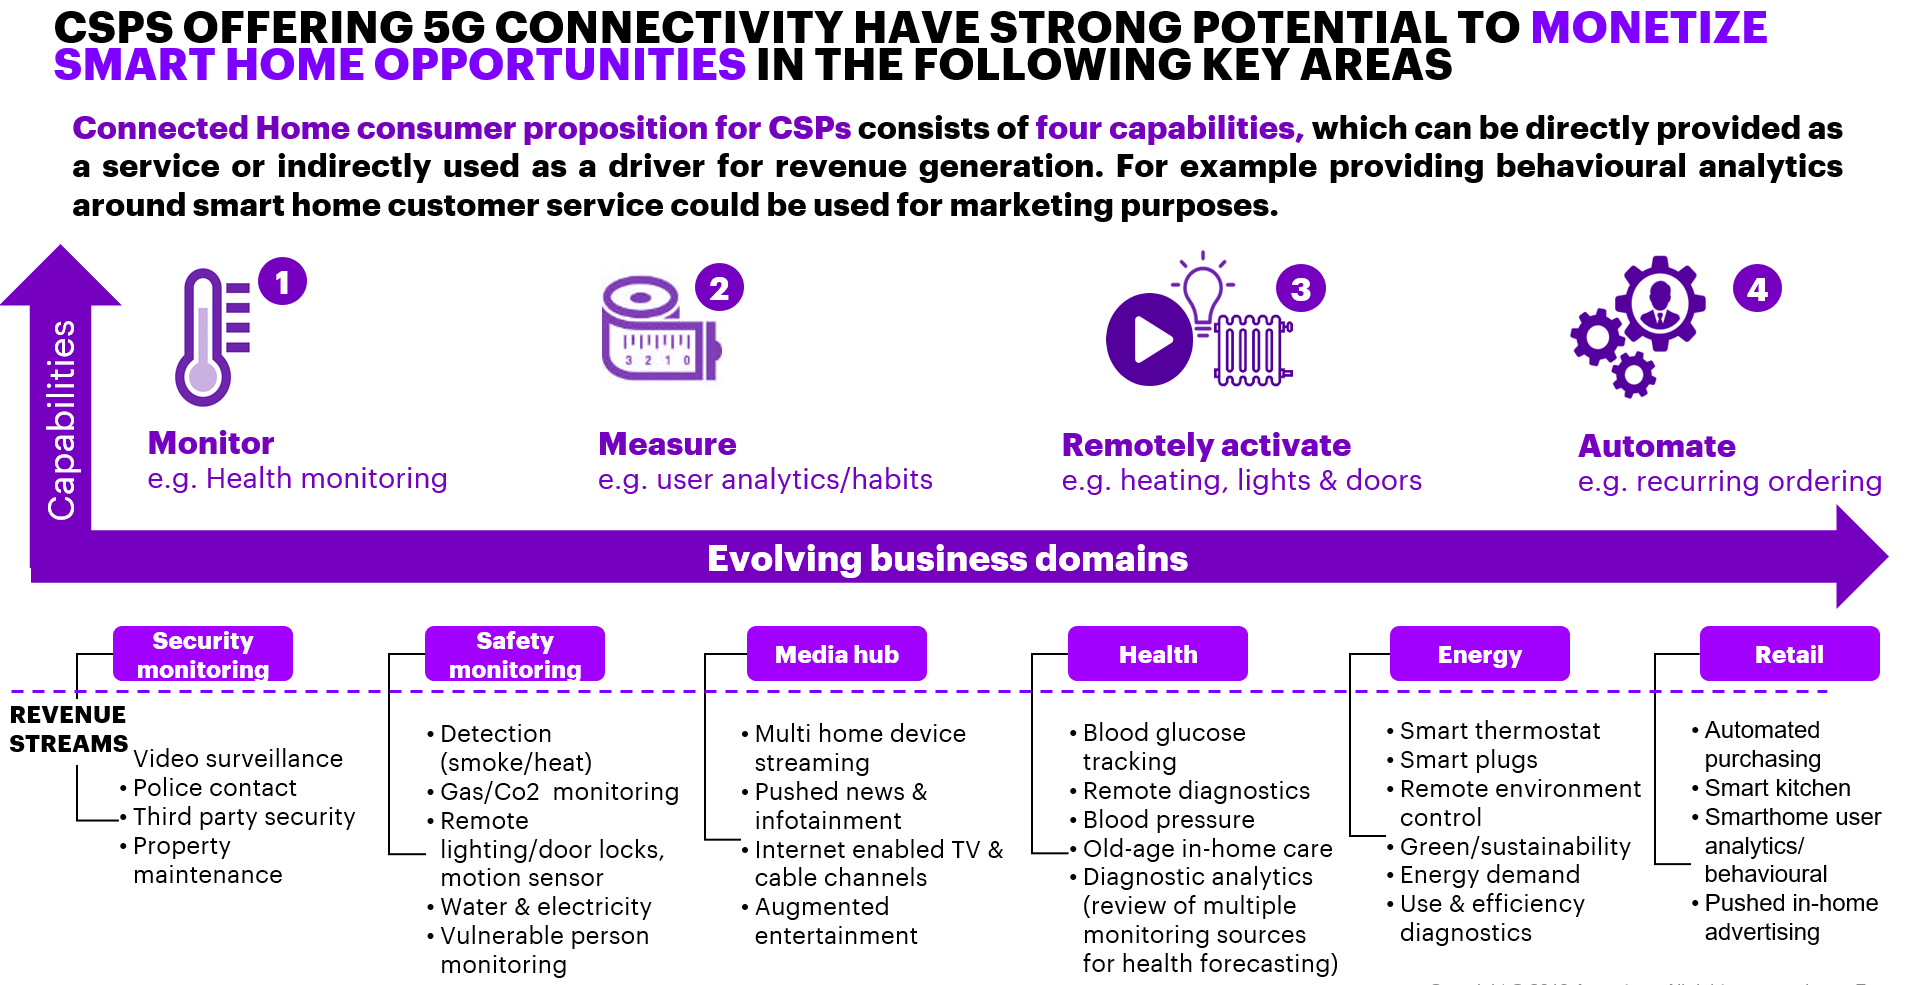 CSPS OFFERING 5G CONNECTIVITY HAVE STRONG POTENTIAL TO MONETIZE
SMART HOME OPPORTUNITIES IN THE FOLLOWING KEY AREAS
Connected Home consumer proposition for CSPs consists of four capabilities, which can be directly provided as
a service or indirectly used as a driver for revenue generation. For example providing behavioural analytics
around smart home customer service could be used for marketing purposes.
Capabilities
1
Monitor
e.g. Health monitoring
2
3 2 1 0
Measure
e.g. user analytics/habits
3
Remotely activate
e.g. heating, lights & doors
4
Automate
e.g. recurring ordering
Evolving business domains
REVENUE
STREAMS
Security
monitoring
Video surveillance
• Police contact
• Third party security
• Property
maintenance
Safety
monitoring
• Detection
(smoke/heat)
• Gas/Co2 monitoring
• Remote
lighting/door locks,
motion sensor
• Water & electricity
• Vulnerable person
monitoring
Media hub
• Multi home device
streaming
• Pushed news &
infotainment
• Internet enabled TV &
cable channels
• Augmented
entertainment
Health
• Blood glucose
tracking
• Remote diagnostics
• Blood pressure
• Old-age in-home care
• Diagnostic analytics
(review of multiple
monitoring sources
for health forecasting)
Energy
• Smart thermostat
• Smart plugs
• Remote environment
control
• Green/sustainability
• Energy demand
• Use & efficiency
diagnostics
Retail
• Automated
purchasing
• Smart kitchen
• Smarthome user
analytics/
behavioural
• Pushed in-home
advertising